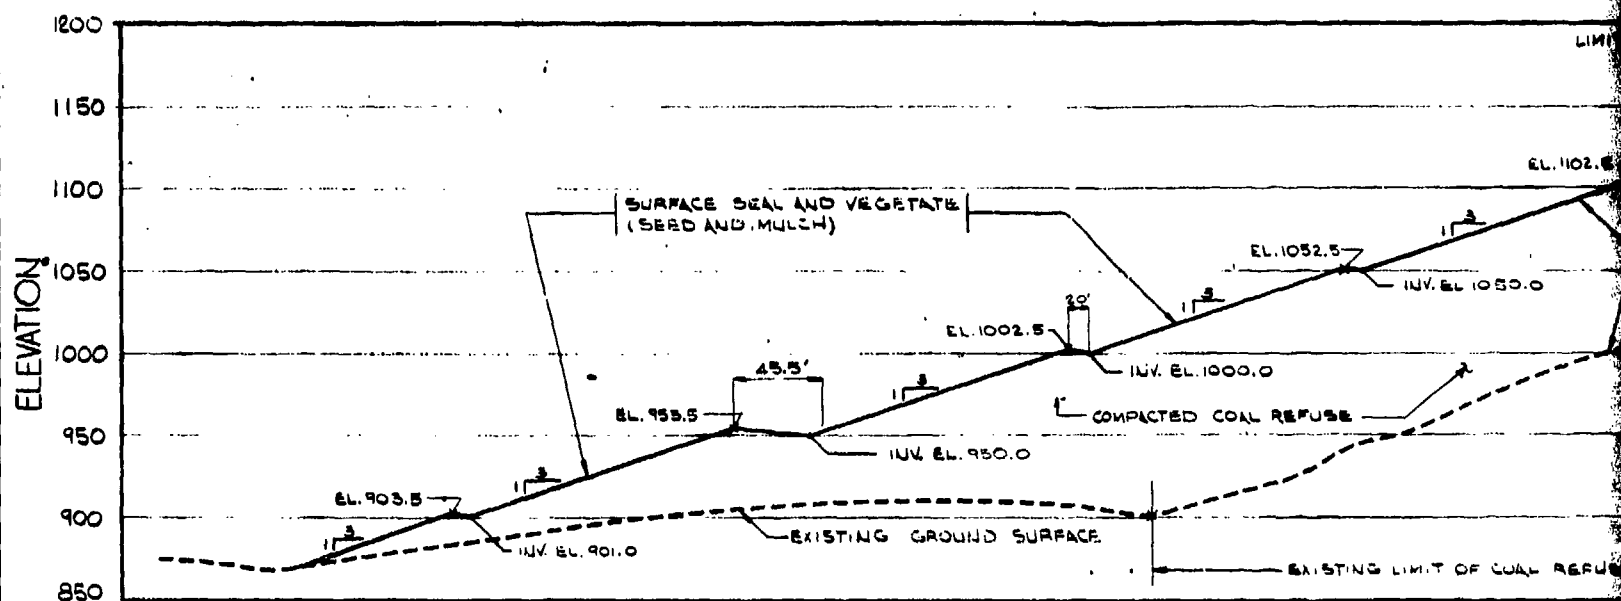 1200
LIMI
1150
EL. 1102.5
1100
SURFACE SEAL AND VEGETATE
(SEED AND MULCH)
3
1
EL. 1052.5
1050
INV. EL 1050.0
3
1
20'
EL. 1002.5
1000
INV. EL. 1000.0
45.5'
3
1
COMPACTED COAL REFUSE
EL. 953.5
950
INV. EL. 950.0
3
1
EL. 903.5
900
EXISTING GROUND SURFACE
3
1
INV. EL. 901.0
EXISTING LIMIT OF COAL REFUS
850
ELEVATION